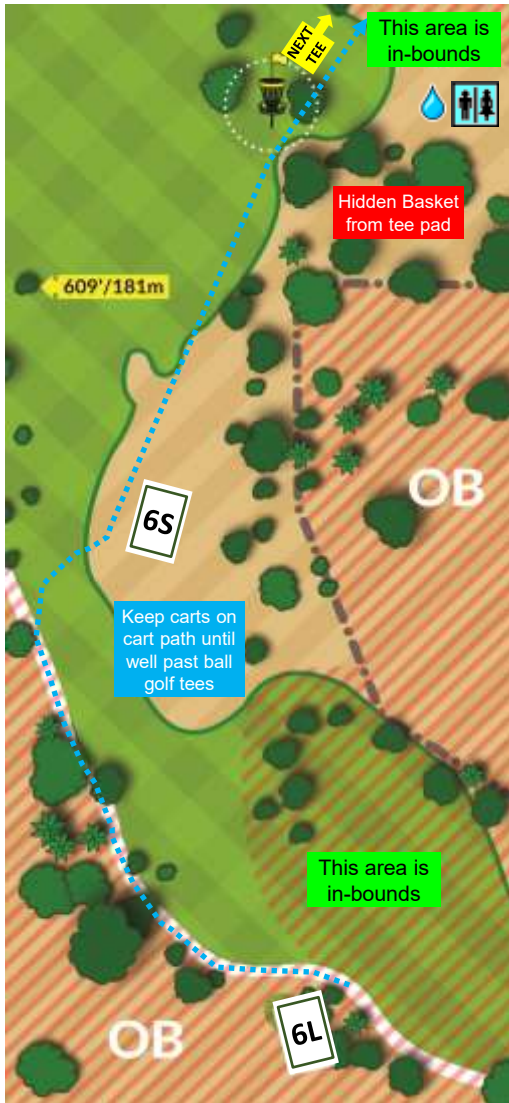 NEXT
TEE
This area is
in-bounds
Hidden Basket
from tee pad
609'/181m
OB
6S
Keep carts on
cart path until
well past ball
golf tees
This area is
in-bounds
6L
OB